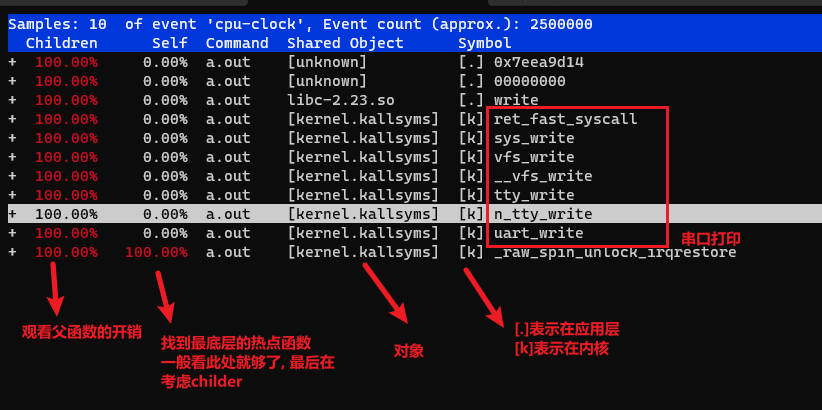 Samples: 10  of event 'cpu-clock', Event count (approx.): 2500000
Children Self Command Shared Object Symbol
+ 100.00% 0.00% a.out [unknown] [.] 0x7eea9d14
+ 100.00% 0.00% a.out [unknown] [.] 00000000
+ 100.00% 0.00% a.out libc-2.23.so [.] write
+ 100.00% 0.00% a.out [kernel.kallsyms] [k] ret_fast_syscall
+ 100.00% 0.00% a.out [kernel.kallsyms] [k] sys_write
+ 100.00% 0.00% a.out [kernel.kallsyms] [k] vfs_write
+ 100.00% 0.00% a.out [kernel.kallsyms] [k] __vfs_write
+ 100.00% 0.00% a.out [kernel.kallsyms] [k] tty_write
+ 100.00% 0.00% a.out [kernel.kallsyms] [k] n_tty_write
+ 100.00% 0.00% a.out [kernel.kallsyms] [k] uart_write
串口打印
+ 100.00% 100.00% a.out [kernel.kallsyms] [k] _raw_spin_unlock_irqrestore
观看父函数的开销
找到最底层的热点函数
一般看此处就够了, 最后在
考虑childer
对象
[.]表示在应用层
[k]表示在内核